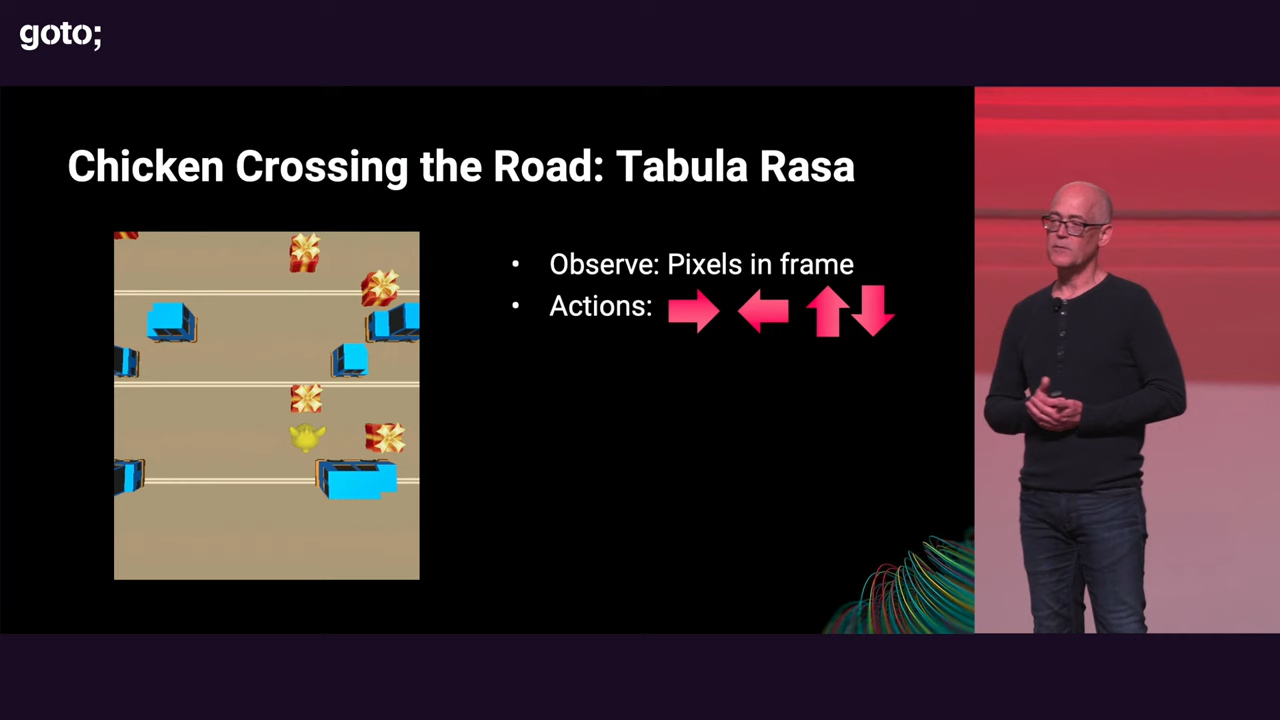 goto;
Chicken Crossing the Road: Tabula Rasa
• Observe: Pixels in frame
• Actions: